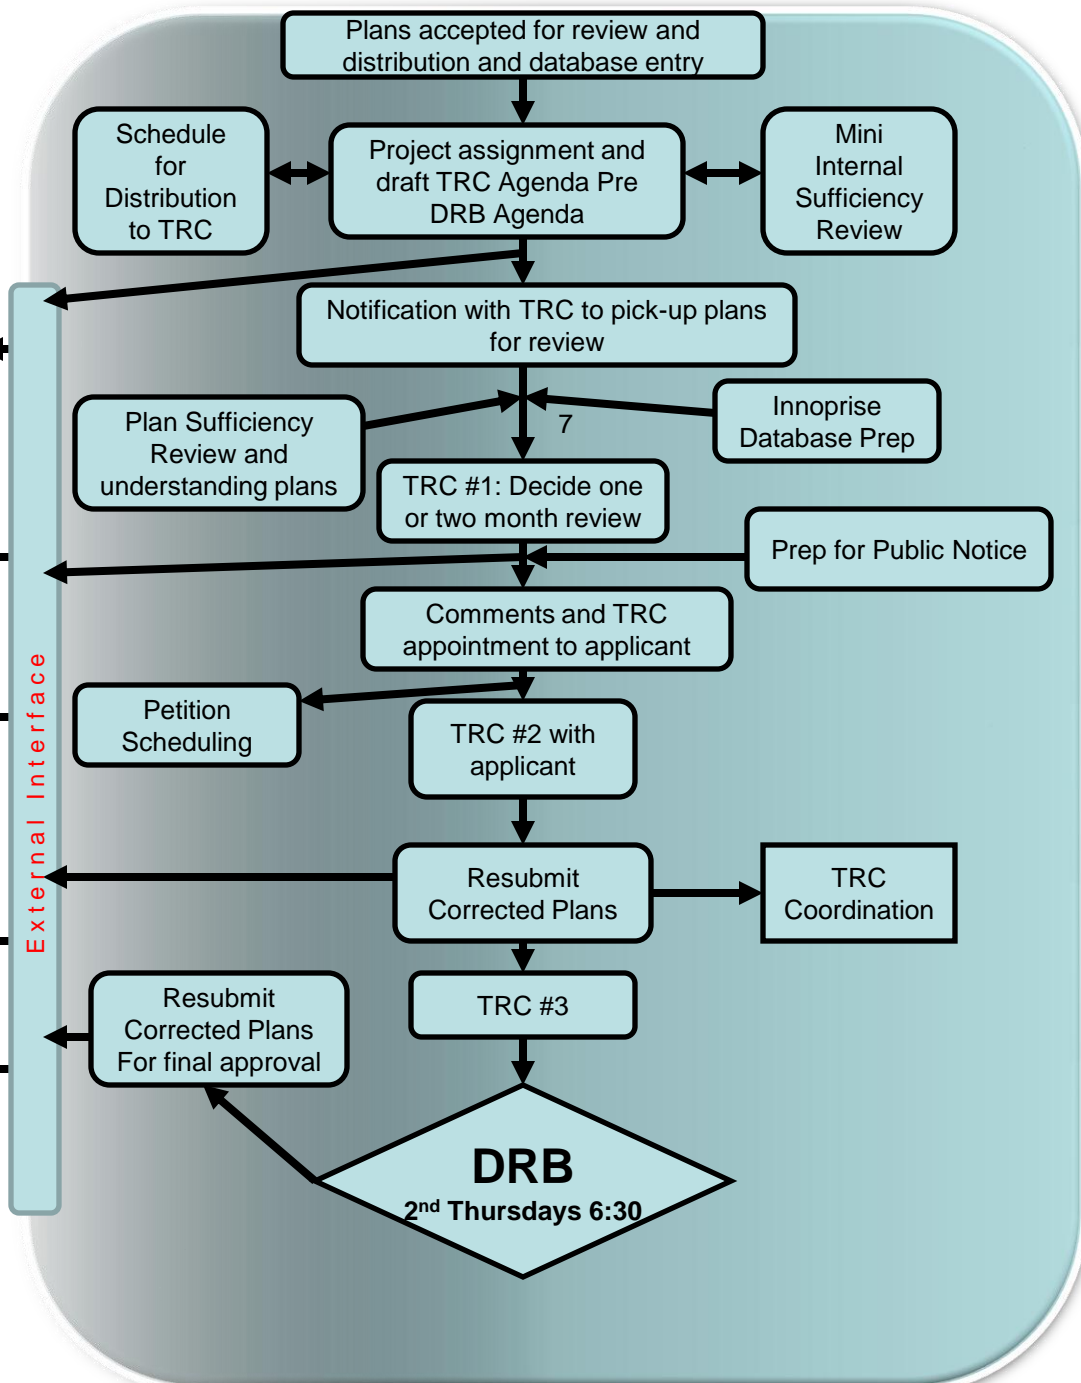 Plans accepted for review and
distribution and database entry
Schedule
for
Distribution
to TRC
Project assignment and
draft TRC Agenda Pre
DRB Agenda
Mini
Internal
Sufficiency
Review
Notification with TRC to pick-up plans
for review
Plan Sufficiency
Review and
understanding plans
7
Innoprise
Database Prep
TRC #1: Decide one
or two month review
Prep for Public Notice
Comments and TRC
appointment to applicant
External Interface
Petition
Scheduling
TRC #2 with
applicant
Resubmit
Corrected Plans
TRC
Coordination
Resubmit
Corrected Plans
For final approval
TRC #3
DRB
2nd Thursdays 6:30